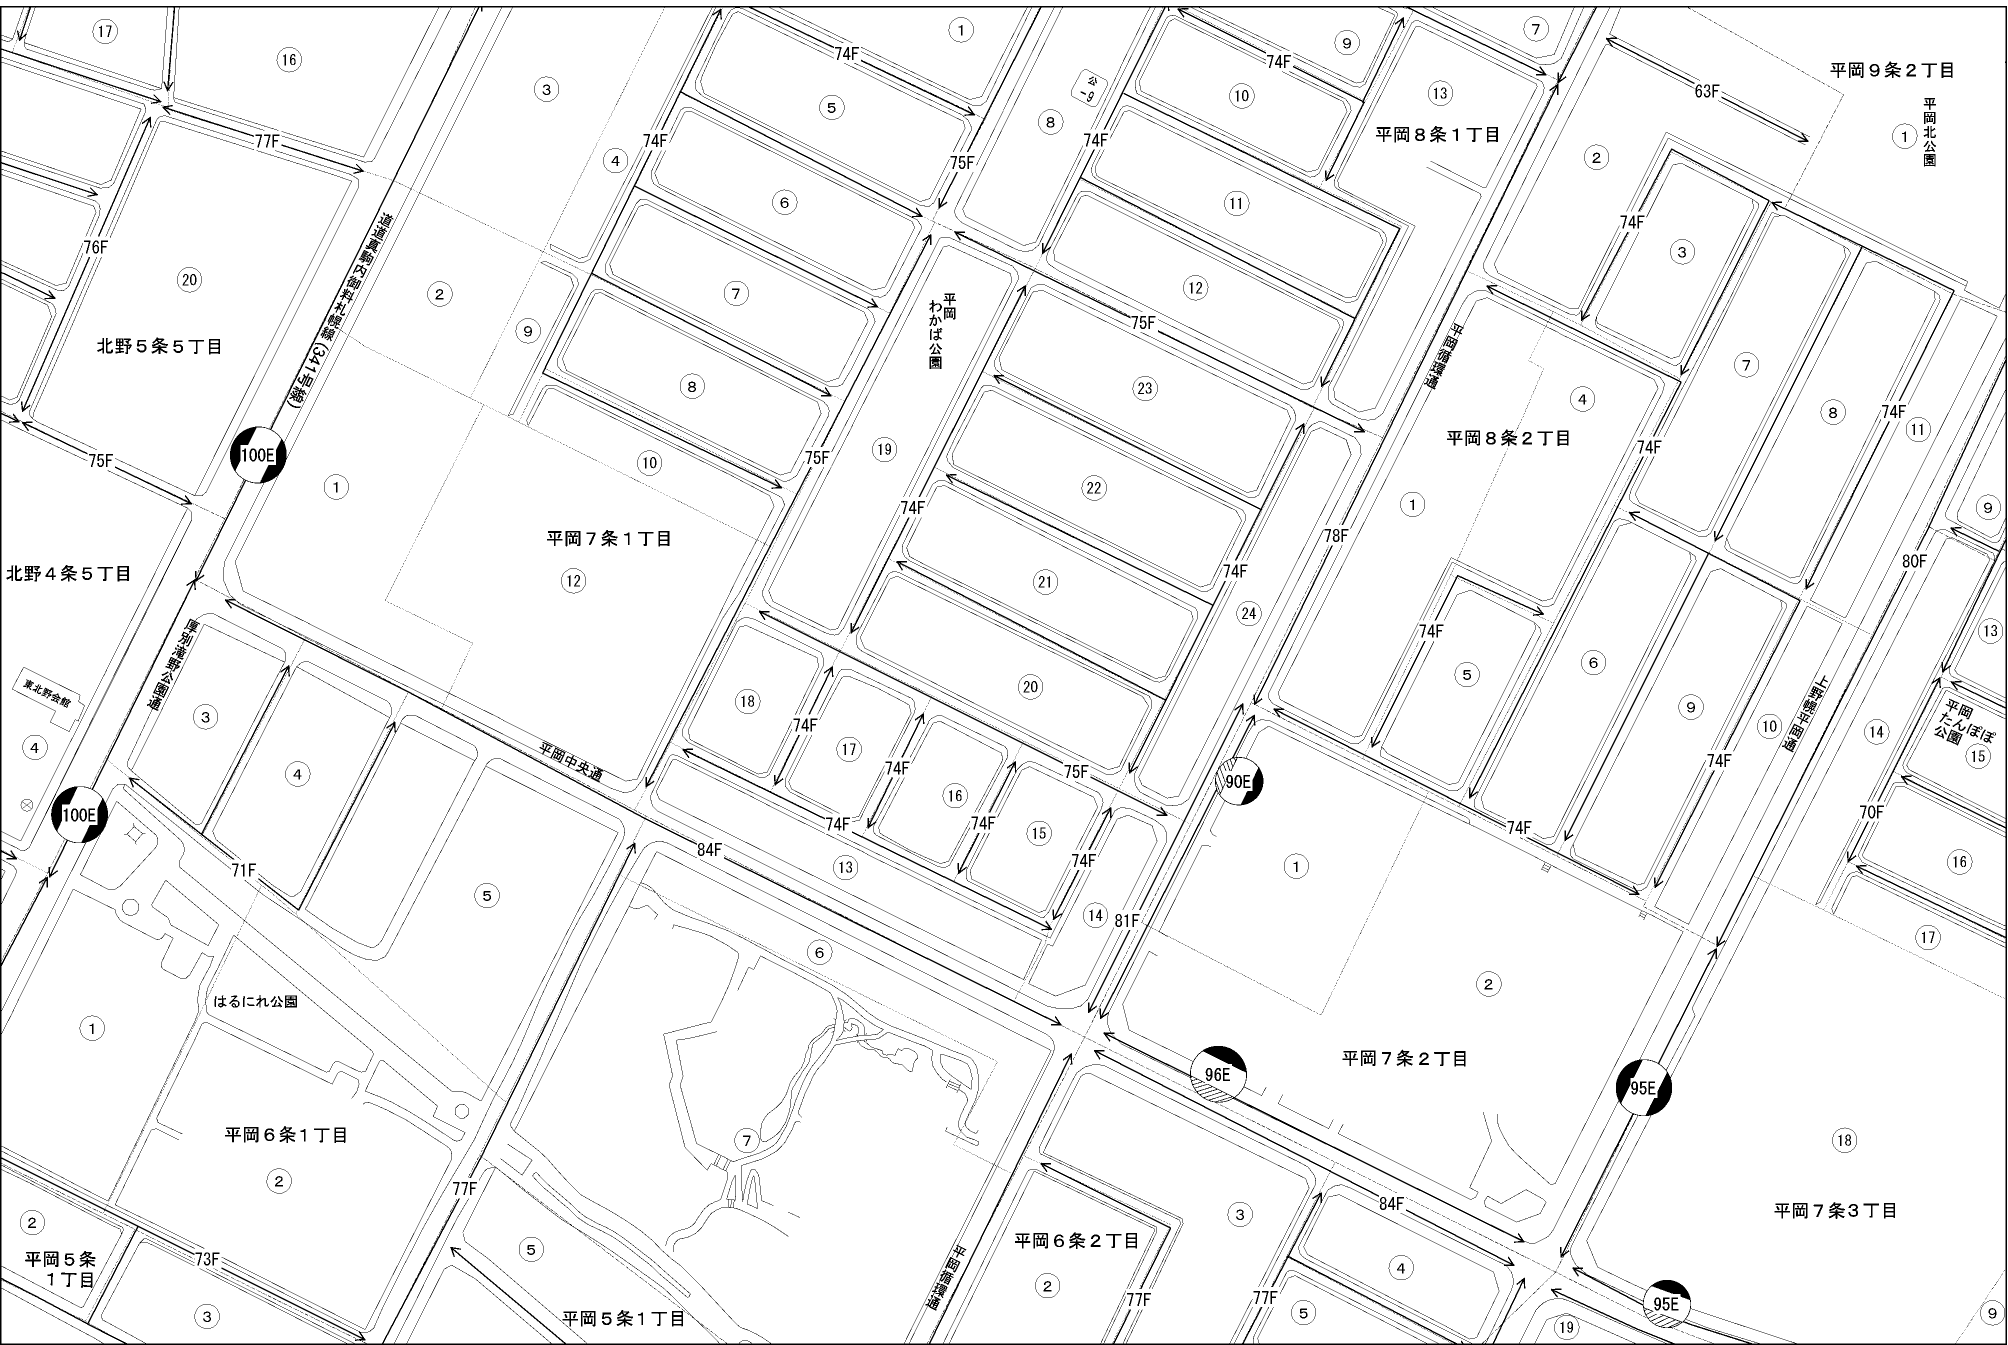 17
16
3
1
74F
9
7
平岡9条2丁目
5
公
-9
8
74F
10
13
63F
平岡8条1丁目
平岡北公園
1
77F
74F
4
75F
74F
2
6
11
74F
3
76F
20
道道真駒内御料札幌線(341号線)
2
7
12
平岡
わかば公園
9
75F
平岡循環通
7
北野5条5丁目
8
23
4
8
74F
11
平岡8条2丁目
100E
75F
10
75F
19
74F
1
22
1
74F
9
平岡7条1丁目
78F
80F
北野4条5丁目
12
21
74F
24
74F
13
厚別滝野公園通
6
5
東北野会館
3
18
74F
20
9
10
上野幌平岡通
平岡
たんぽぽ
公園
4
4
平岡中央通
17
74F
75F
90E
74F
14
15
16
100E
74F
84F
15
74F
74F
70F
71F
13
1
16
5
14
81F
6
2
17
はるにれ公園
1
平岡7条2丁目
96E
95E
平岡6条1丁目
7
18
2
77F
84F
平岡7条3丁目
2
3
平岡6条2丁目
5
平岡5条
1丁目
73F
平岡循環通
4
2
77F
77F
3
平岡5条1丁目
5
95E
19
9